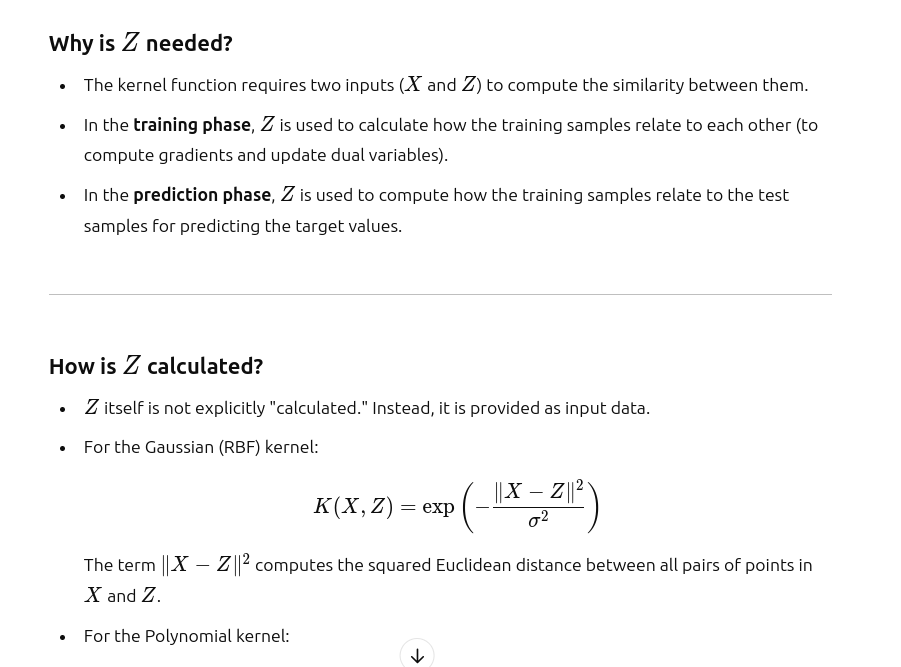 Why is Z needed?
• The kernel function requires two inputs (X and Z) to compute the similarity between them.
• In the training phase, Z is used to calculate how the training samples relate to each other (to
compute gradients and update dual variables).
• In the prediction phase, Z is used to compute how the training samples relate to the test
samples for predicting the target values.
How is Z calculated?
• Z itself is not explicitly "calculated." Instead, it is provided as input data.
• For the Gaussian (RBF) kernel:
K(X, Z) = exp(−‖X − Z‖²/σ²)
The term ‖X − Z‖² computes the squared Euclidean distance between all pairs of points in
X and Z.
• For the Polynomial kernel: